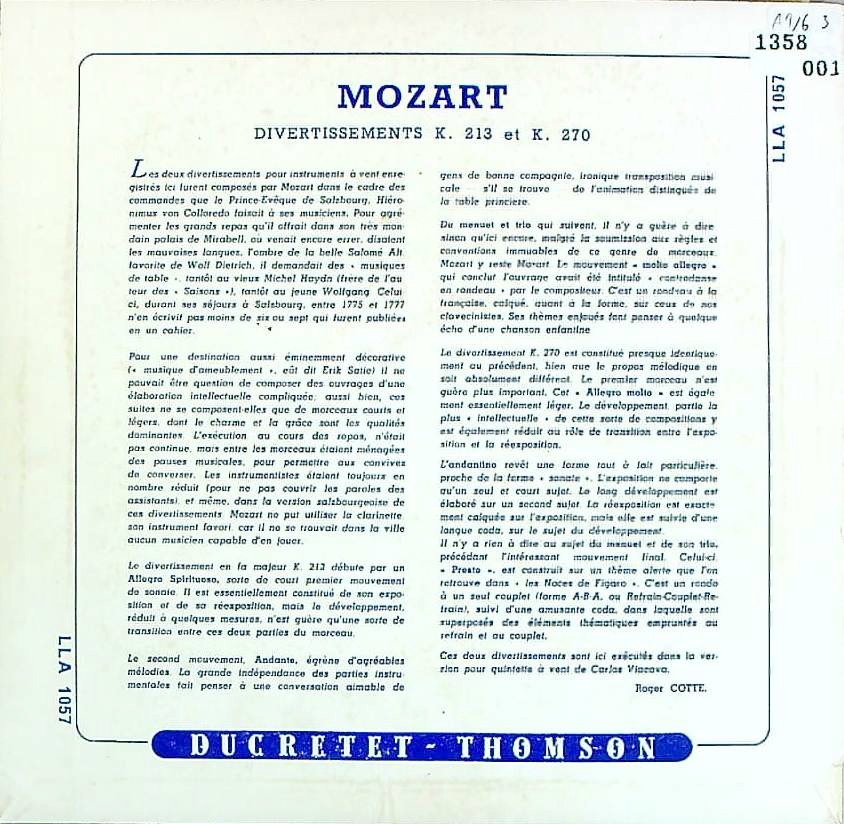 A9/6 3
1358
001
LLA 1057
MOZART
DIVERTISSEMENTS K. 213 et K. 270
Les deux divertissements pour instruments à vent enre-
gistrés ici furent composés par Mozart dans le cadre des
commandes que le Prince-Evêque de Salzbourg, Hiéro-
nimus von Colloredo faisait à ses musiciens. Pour agré-
menter les grands repas qu'il offrait dans son très mon-
dain palais de Mirabell, où venait encore errer, disaient
les mauvaises langues, l'ombre de la belle Salomé Alt,
favorite de Wolf Dietrich, il demandait des « musiques
de table », tantôt au vieux Michel Haydn (frère de l'au-
teur des « Saisons »), tantôt au jeune Wolfgang. Celui-
ci, durant ses séjours à Salsbourg, entre 1775 et 1777
n'en écrivit pas moins de six ou sept qui furent publiées
en un cahier.
Pour une destination aussi éminemment décorative
(« musique d'ameublement », eût dit Erik Satie) il ne
pouvait être question de composer des ouvrages d'une
élaboration intellectuelle compliquée; aussi bien, ces
suites ne se composent-elles que de morceaux courts et
légers, dont le charme et la grâce sont les qualités
dominantes. L'exécution au cours des repas, n'était
pas continue, mais entre les morceaux étaient ménagées
des pauses musicales, pour permettre aux convives
de converser. Les instrumentistes étaient toujours en
nombre réduit (pour ne pas couvrir les paroles des
assistants), et même, dans la version salzbourgeoise de
ces divertissements, Mozart ne put utiliser la clarinette,
son instrument favori, car il ne se trouvait dans la ville
aucun musicien capable d'en jouer.
Le divertissement en fa majeur K. 213 débute par un
Allegro Spirituoso, sorte de court premier mouvement
de sonate. Il est essentiellement constitué de son expo-
sition et de sa réexposition, mais le développement,
réduit à quelques mesures, n'est guère qu'une sorte de
transition entre ces deux parties du morceau.
Le second mouvement, Andante, égrène d'agréables
mélodies. La grande indépendance des parties instru-
mentales fait penser à une conversation aimable de
gens de bonne compagnie, ironique transposition musi-
cale s'il se trouve de l'animation distinguée de
la table princière.
Du menuet et trio qui suivent, il n'y a guère à dire
sinon qu'ici encore, malgré la soumission aux règles et
conventions immuables de ce genre de morceaux,
Mozart y reste Mozart. Le mouvement « molto allegro »
qui conclut l'ouvrage avait été intitulé « contredanse
en rondeau » par le compositeur. C'est un rondeau à la
française, calqué, quant à la forme, sur ceux de nos
clavecinistes. Ses thèmes enjoués font penser à quelque
écho d'une chanson enfantine
Le divertissement K. 270 est constitué presque identique-
ment au précédent, bien que le propos mélodique en
soit absolument différent. Le premier morceau n'est
guère plus important. Cet « Allegro molto » est égale-
ment essentiellement léger. Le développement, partie la
plus « intellectuelle » de cette sorte de compositions y
est également réduit au rôle de transition entre l'expo-
sition et la réexposition.
L'andantino revêt une forme tout à fait particulière,
proche de la forme « sonate ». L'exposition ne comporte
qu'un seul et court sujet. Le long développement est
élaboré sur un second sujet. La réexposition est exacte-
ment calquée sur l'exposition, mais elle est suivie d'une
longue coda, sur le sujet du développement.
Il n'y a rien à dire au sujet du menuet et de son trio,
précédant l'intéressant mouvement final. Celui-ci,
« Presto », est construit sur un thème alerte que l'on
retrouve dans « les Noces de Figaro ». C'est un rondo
à un seul couplet (forme A-B-A, ou Refrain-Couplet-Re-
frain), suivi d'une amusante coda, dans laquelle sont
superposés des éléments thématiques empruntés au
refrain et au couplet.
Ces deux divertissements sont ici exécutés dans la ver-
sion pour quintette à vent de Carlos Viacava.
Roger COTTE.
LLA 1057
DUCRETET-THOMSON